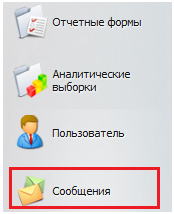 Отчетные формы
Аналитические
выборки
Пользователь
Сообщения